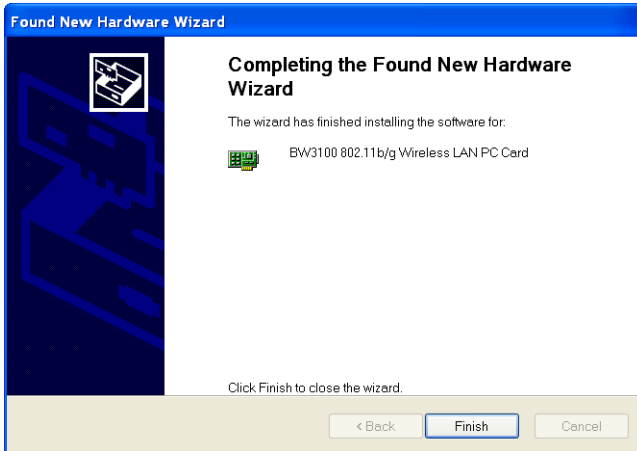 Found New Hardware Wizard
Completing the Found New Hardware
Wizard
The wizard has finished installing the software for:
BW3100 802.11b/g Wireless LAN PC Card
Click Finish to close the wizard.
< Back Finish Cancel